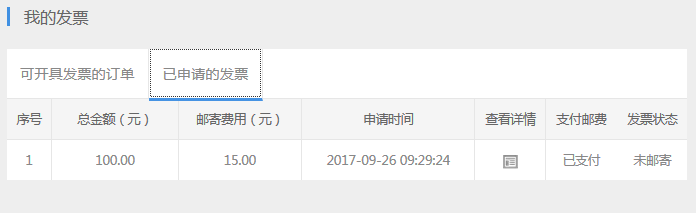 我的发票
可开具发票的订单 已申请的发票
序号 总金额（元） 邮寄费用（元） 申请时间 查看详情 支付邮费 发票状态
1 100.00 15.00 2017-09-26 09:29:24 已支付 未邮寄